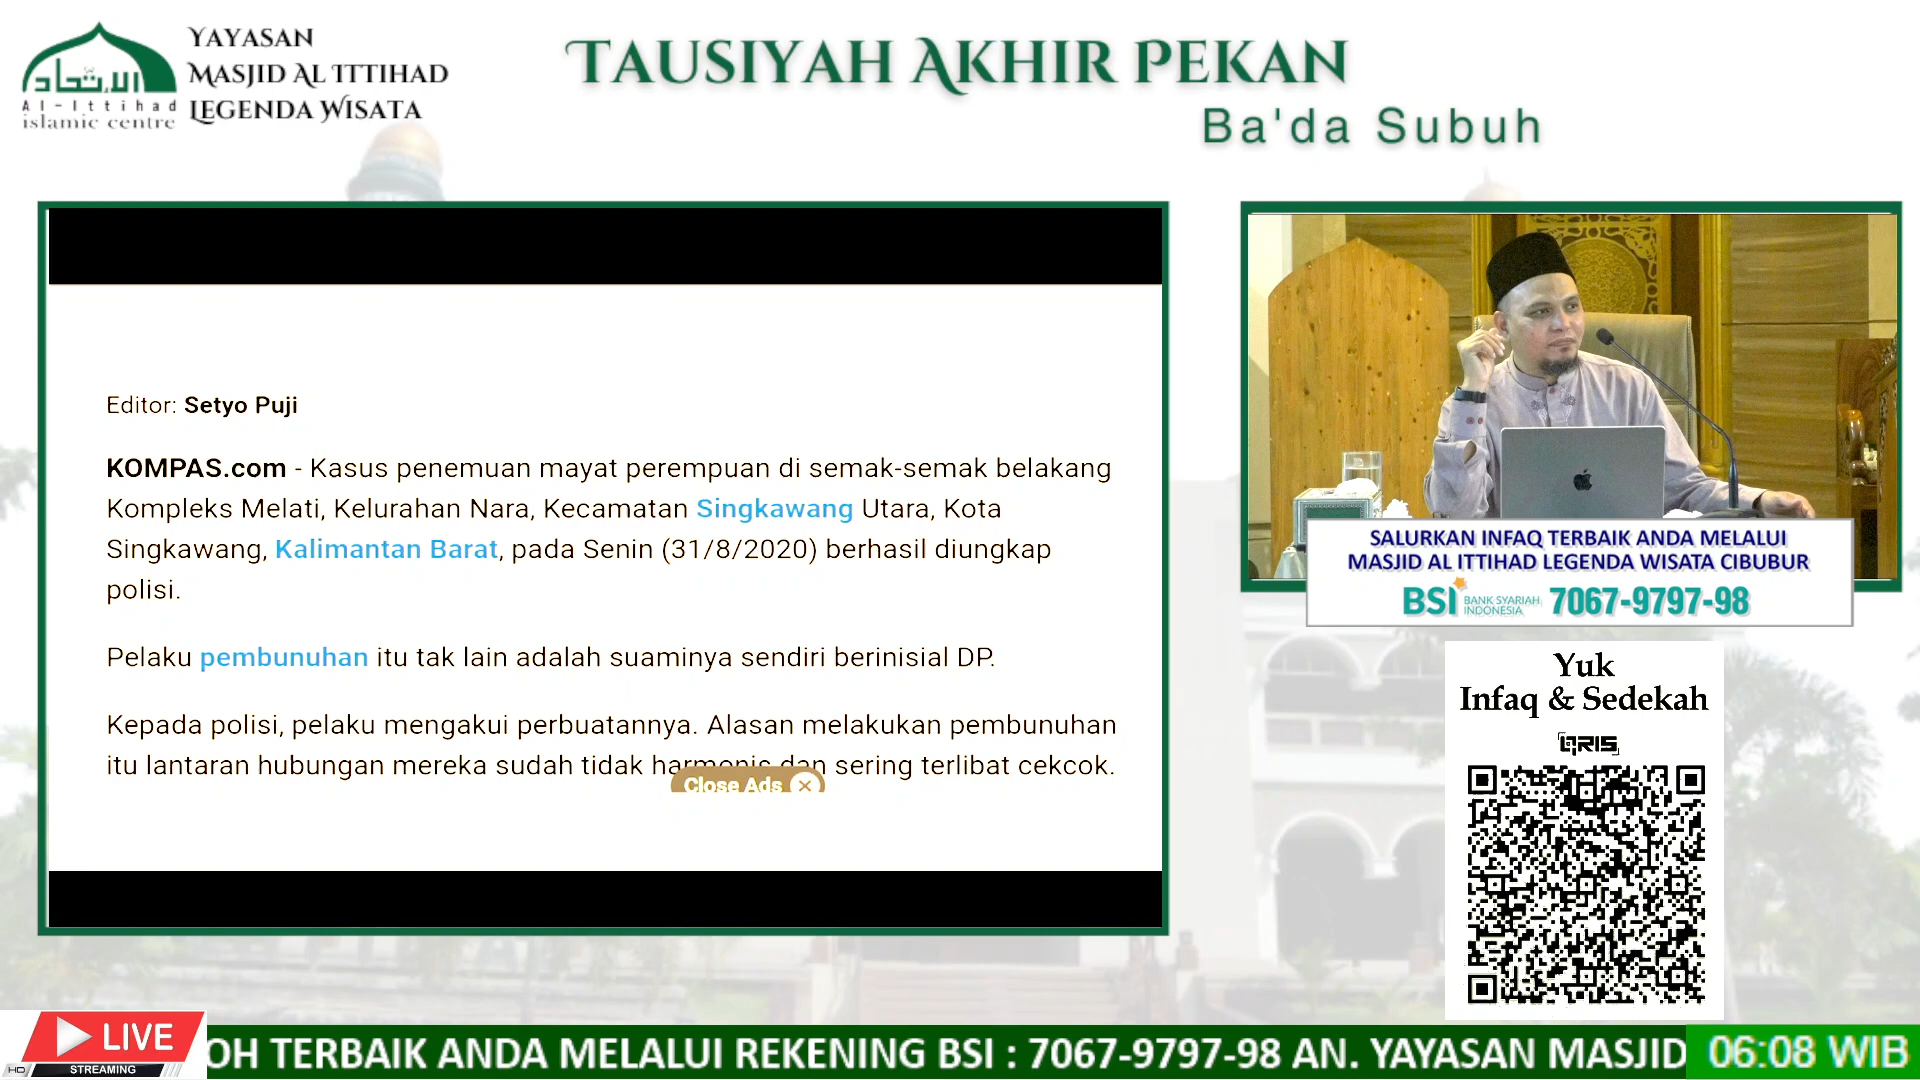 الإتحاد
Al-Ittihad
islamic centre
YAYASAN
MASJID AL ITTIHAD
LEGENDA WISATA
TAUSIYAH AKHIR PEKAN
Ba'da Subuh
Editor: Setyo Puji
KOMPAS.com - Kasus penemuan mayat perempuan di semak-semak belakang
Kompleks Melati, Kelurahan Nara, Kecamatan Singkawang Utara, Kota
Singkawang, Kalimantan Barat, pada Senin (31/8/2020) berhasil diungkap
polisi.
Pelaku pembunuhan itu tak lain adalah suaminya sendiri berinisial DP.
Kepada polisi, pelaku mengakui perbuatannya. Alasan melakukan pembunuhan
itu lantaran hubungan mereka sudah tidak harmonis dan sering terlibat cekcok.
Close Ads
SALURKAN INFAQ TERBAIK ANDA MELALUI
MASJID AL ITTIHAD LEGENDA WISATA CIBUBUR
BSI BANK SYARIAH INDONESIA 7067-9797-98
Yuk
Infaq & Sedekah
QRIS
LIVE
HD STREAMING
OH TERBAIK ANDA MELALUI REKENING BSI : 7067-9797-98 AN. YAYASAN MASJID
06:08 WIB